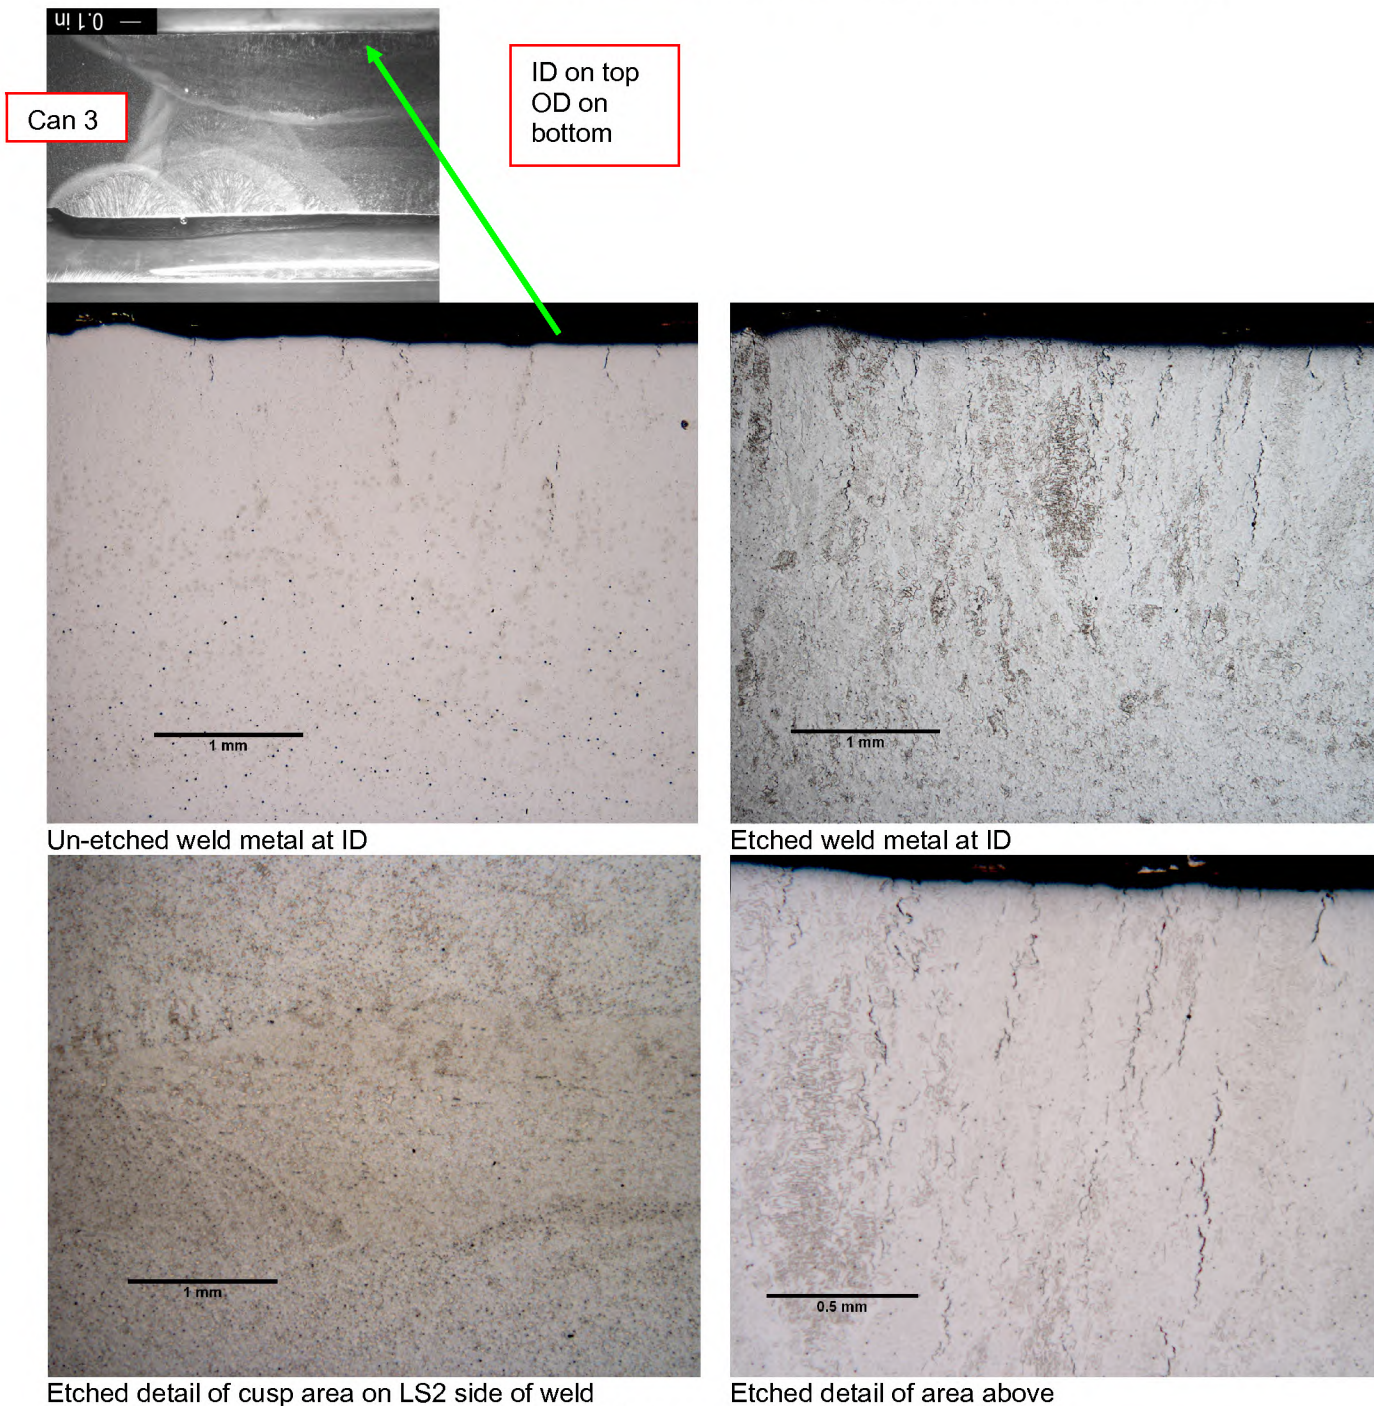 0.1 in
Can 3
ID on top
OD on
bottom
1 mm
1 mm
Un-etched weld metal at ID
Etched weld metal at ID
1 mm
0.5 mm
Etched detail of cusp area on LS2 side of weld
Etched detail of area above